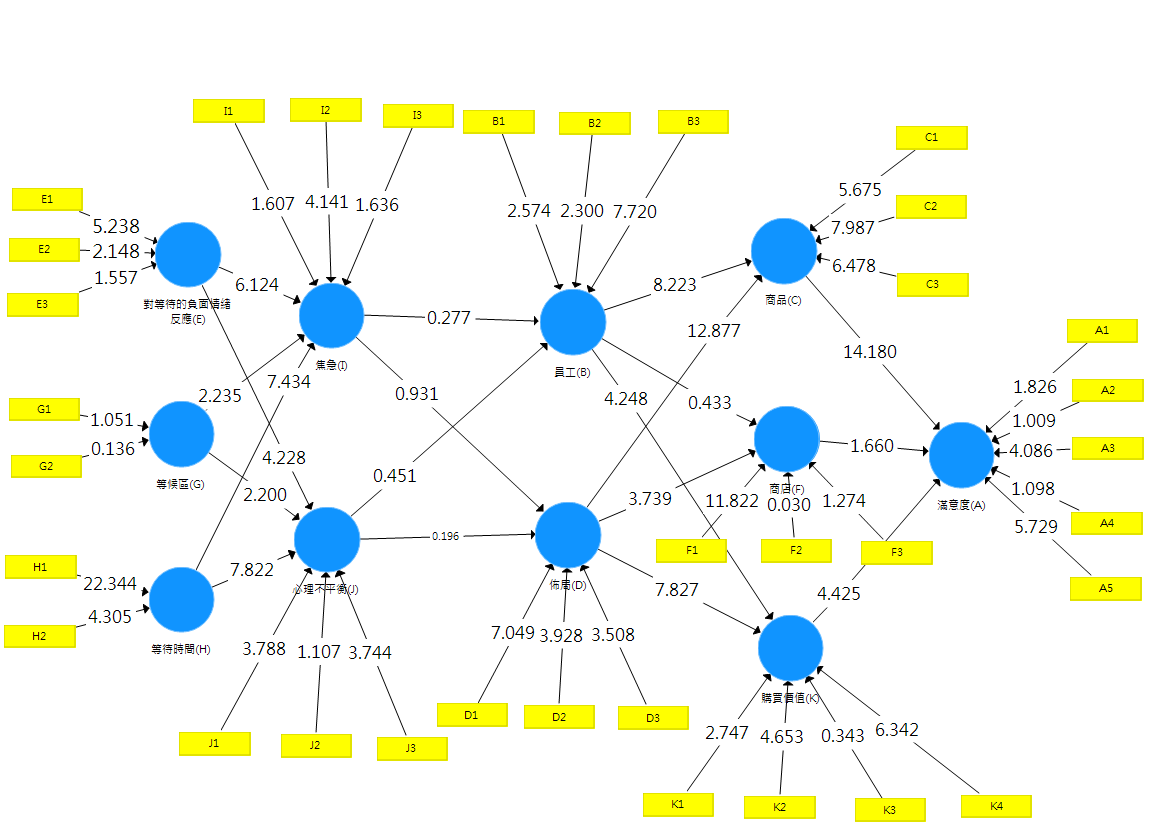 I1
I2
I3
B1
B2
B3
C1
E1
5.238
E2
2.148
1.557
E3
1.607
4.141
1.636
2.574
2.300
7.720
5.675
C2
7.987
6.478
C3
對等待的負面情緒
反應(E)
6.124
焦急(I)
0.277
員工(B)
8.223
商品(C)
12.877
14.180
A1
1.826
A2
1.009
4.086
A3
1.098
A4
5.729
A5
G1
1.051
0.136
G2
等候區(G)
2.235
7.434
4.228
2.200
0.931
0.451
4.248
0.433
1.660
滿意度(A)
商店(F)
3.739
11.822
0.030
1.274
F1
F2
F3
H1
22.344
4.305
H2
等待時間(H)
7.822
心理不平衡(J)
0.196
佈局(D)
7.827
4.425
3.788
1.107
3.744
7.049
3.928
3.508
J1
J2
J3
D1
D2
D3
購買價值(K)
2.747
4.653
0.343
6.342
K1
K2
K3
K4